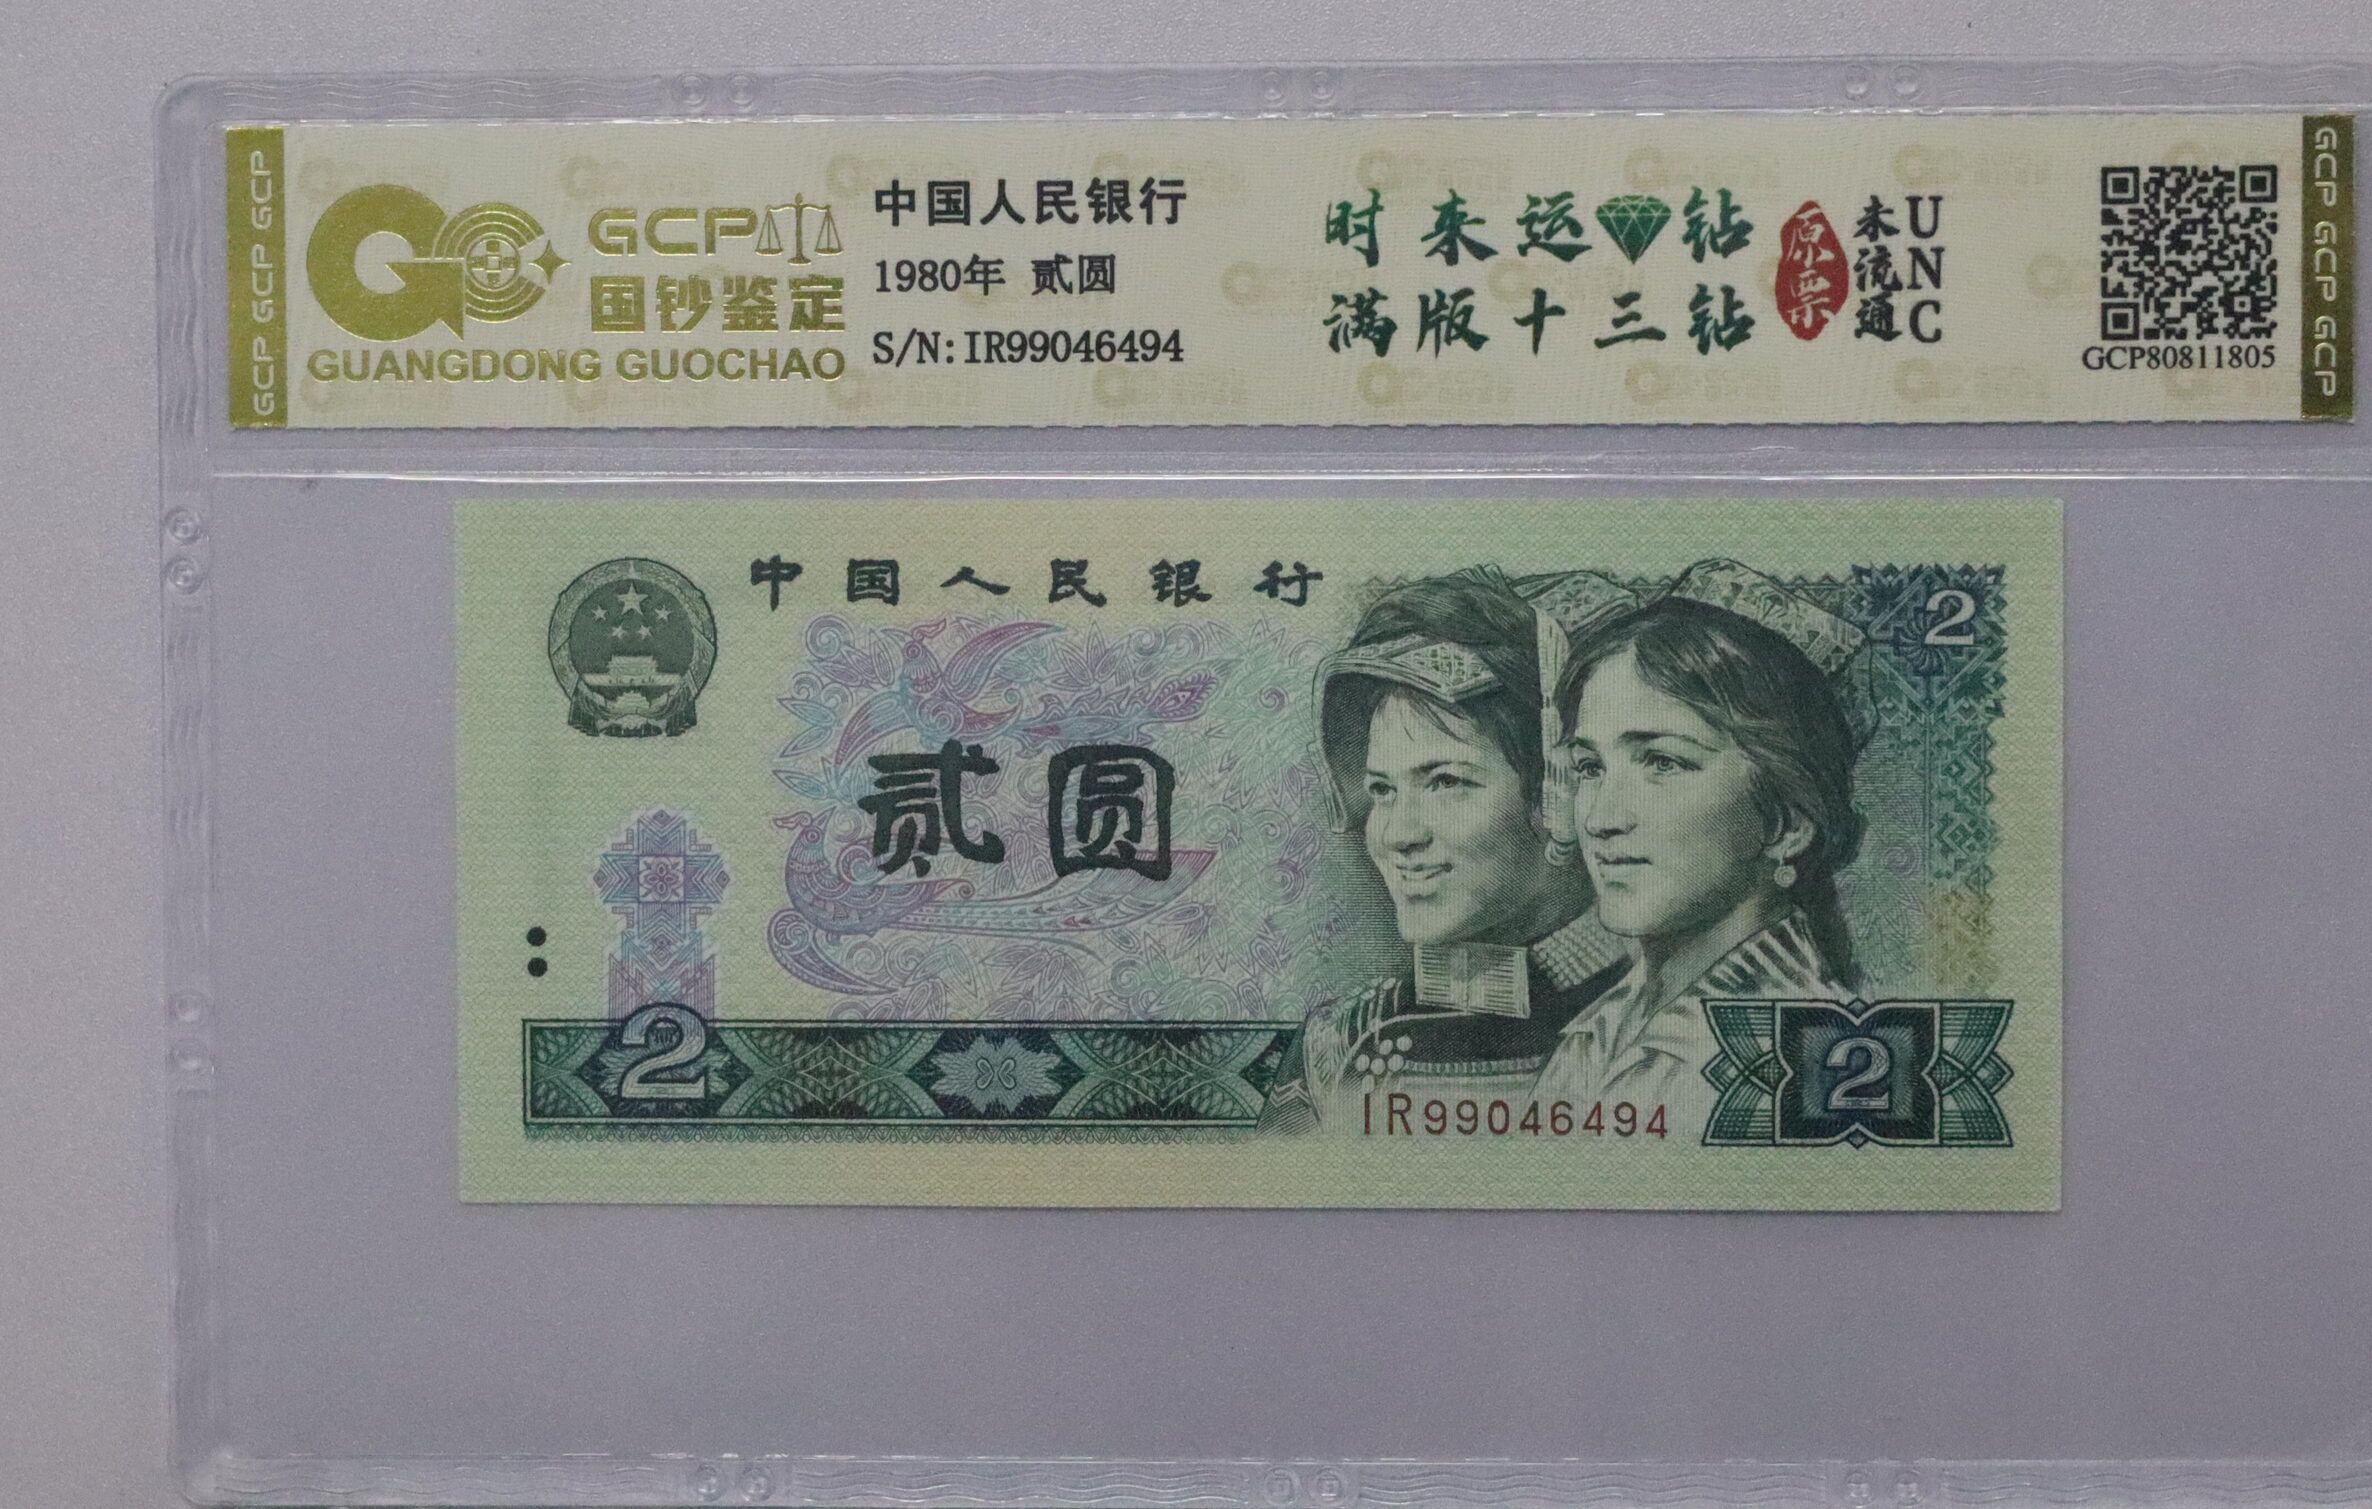 GCP GCP GCP
GCP
国钞鉴定
GUANGDONG GUOCHAO
中国人民银行
1980年 贰圆
S/N:IR99046494
时来运钻
满版十三钻
原票
未流通
UNC
GCP80811805
GCP GCP GCP
中国人民银行
2
贰圆
2
IR99046494
2